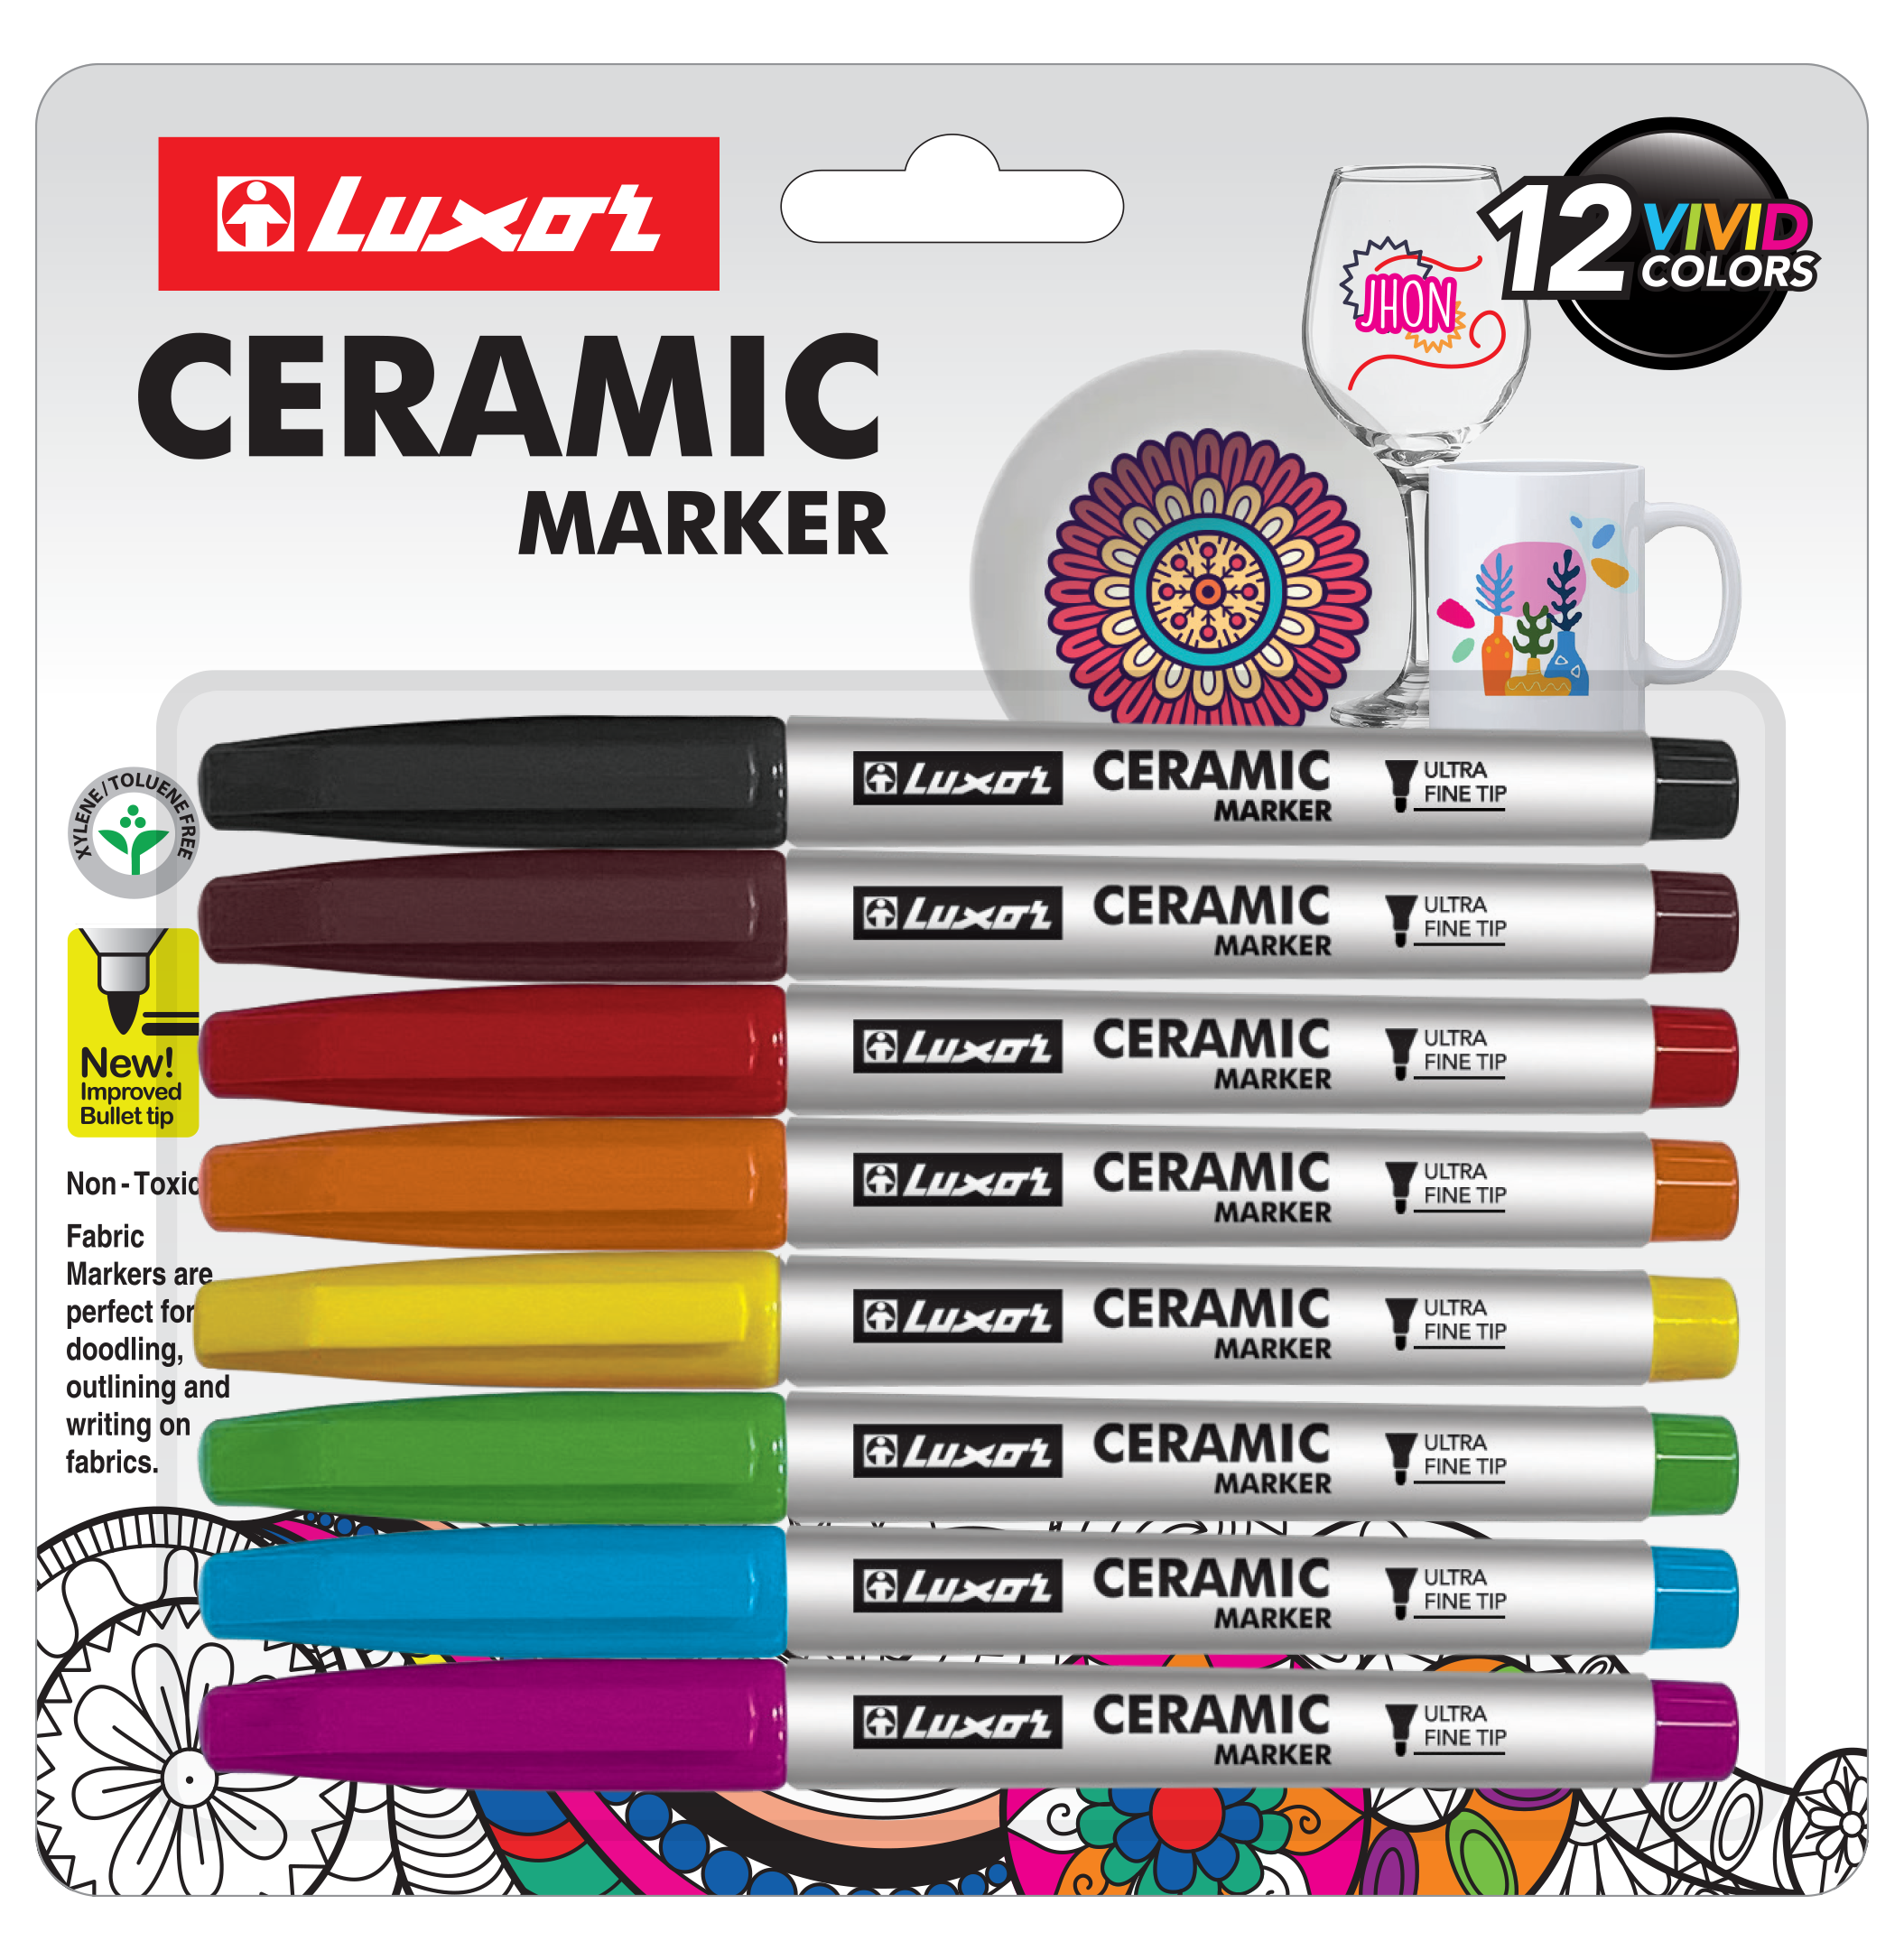 Luxor
CERAMIC
MARKER
12 VIVID
COLORS
JHON
XYLENE/TOLUENE FREE
New!
Improved
Bullet tip
Non-Toxic
Fabric
Markers are
perfect for
doodling,
outlining and
writing on
fabrics.
Luxor CERAMIC MARKER ULTRA FINE TIP
Luxor CERAMIC MARKER ULTRA FINE TIP
Luxor CERAMIC MARKER ULTRA FINE TIP
Luxor CERAMIC MARKER ULTRA FINE TIP
Luxor CERAMIC MARKER ULTRA FINE TIP
Luxor CERAMIC MARKER ULTRA FINE TIP
Luxor CERAMIC MARKER ULTRA FINE TIP
Luxor CERAMIC MARKER ULTRA FINE TIP